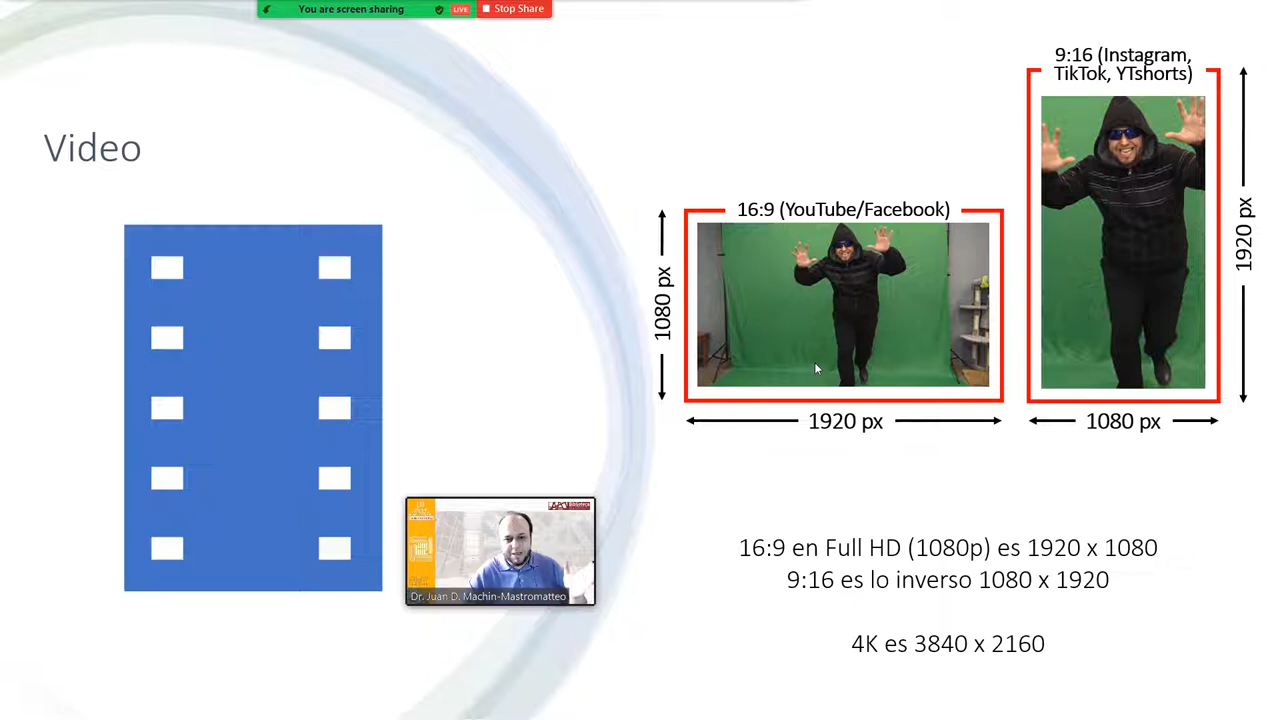 You are screen sharing
LIVE
Stop Share
Video
9:16 (Instagram,
TikTok, YTshorts)
16:9 (YouTube/Facebook)
1080 px
1920 px
1920 px
1080 px
Dr. Juan D. Machin-Mastromatteo
16:9 en Full HD (1080p) es 1920 x 1080
9:16 es lo inverso 1080 x 1920
4K es 3840 x 2160